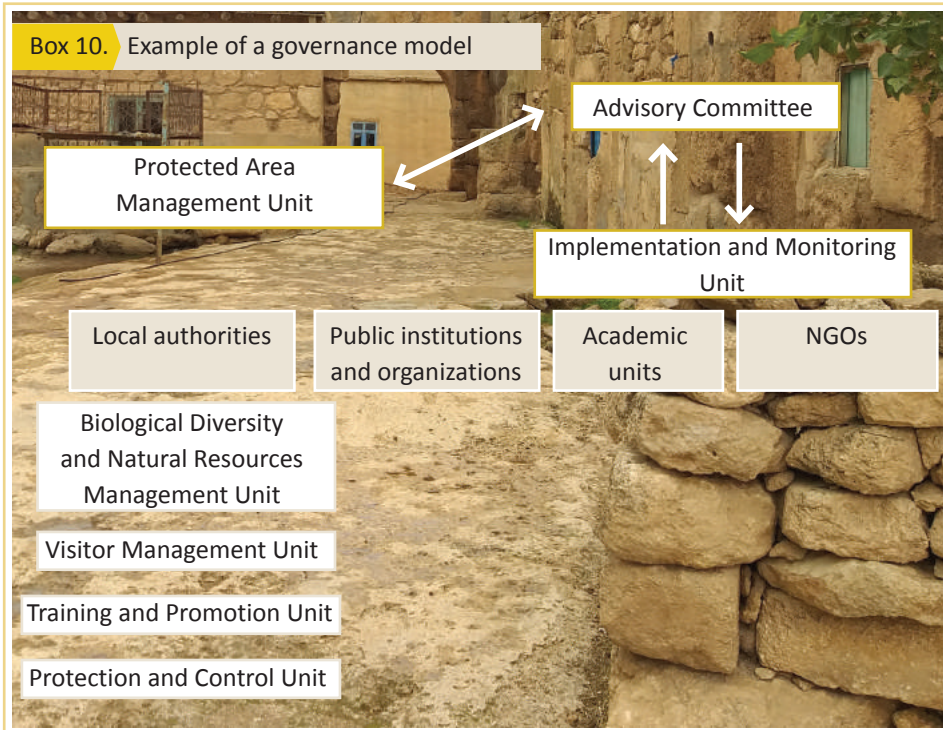 Box 10. Example of a governance model
Advisory Committee
Protected Area
Management Unit
Implementation and Monitoring
Unit
Local authorities
Public institutions
and organizations
Academic
units
NGOs
Biological Diversity
and Natural Resources
Management Unit
Visitor Management Unit
Training and Promotion Unit
Protection and Control Unit